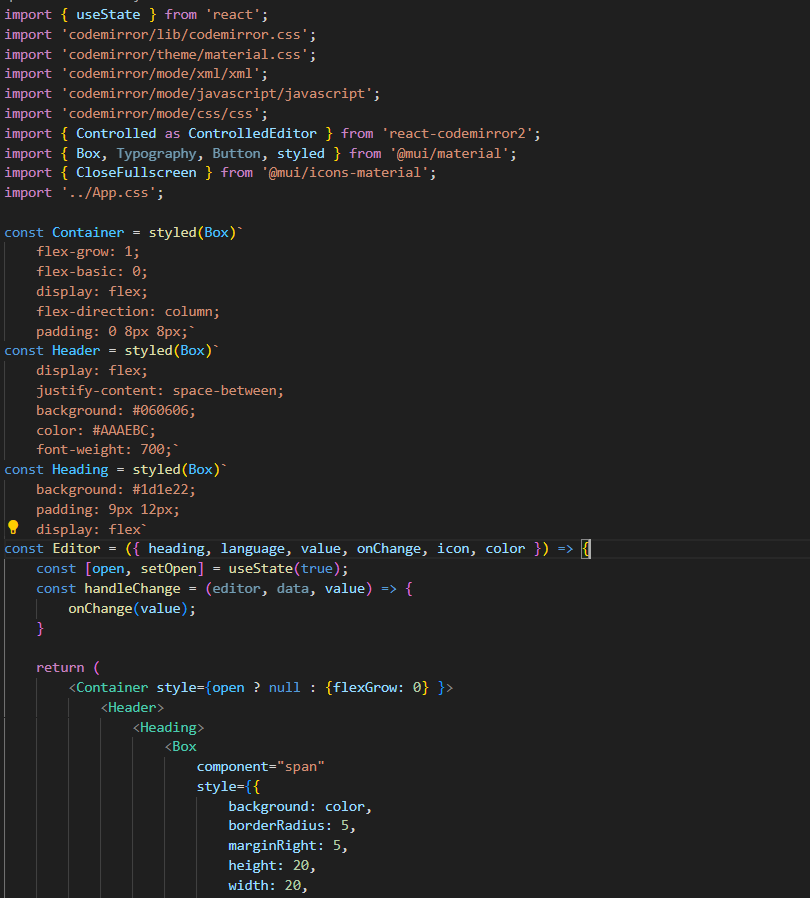 import { useState } from 'react';
import 'codemirror/lib/codemirror.css';
import 'codemirror/theme/material.css';
import 'codemirror/mode/xml/xml';
import 'codemirror/mode/javascript/javascript';
import 'codemirror/mode/css/css';
import { Controlled as ControlledEditor } from 'react-codemirror2';
import { Box, Typography, Button, styled } from '@mui/material';
import { CloseFullscreen } from '@mui/icons-material';
import '../App.css';

const Container = styled(Box)`
    flex-grow: 1;
    flex-basic: 0;
    display: flex;
    flex-direction: column;
    padding: 0 8px 8px;`
const Header = styled(Box)`
    display: flex;
    justify-content: space-between;
    background: #060606;
    color: #AAAEBC;
    font-weight: 700;`
const Heading = styled(Box)`
    background: #1d1e22;
    padding: 9px 12px;
    display: flex`
const Editor = ({ heading, language, value, onChange, icon, color }) => {
    const [open, setOpen] = useState(true);
    const handleChange = (editor, data, value) => {
        onChange(value);
    }

    return (
        <Container style={open ? null : {flexGrow: 0} }>
            <Header>
                <Heading>
                    <Box
                        component="span"
                        style={{
                            background: color,
                            borderRadius: 5,
                            marginRight: 5,
                            height: 20,
                            width: 20,